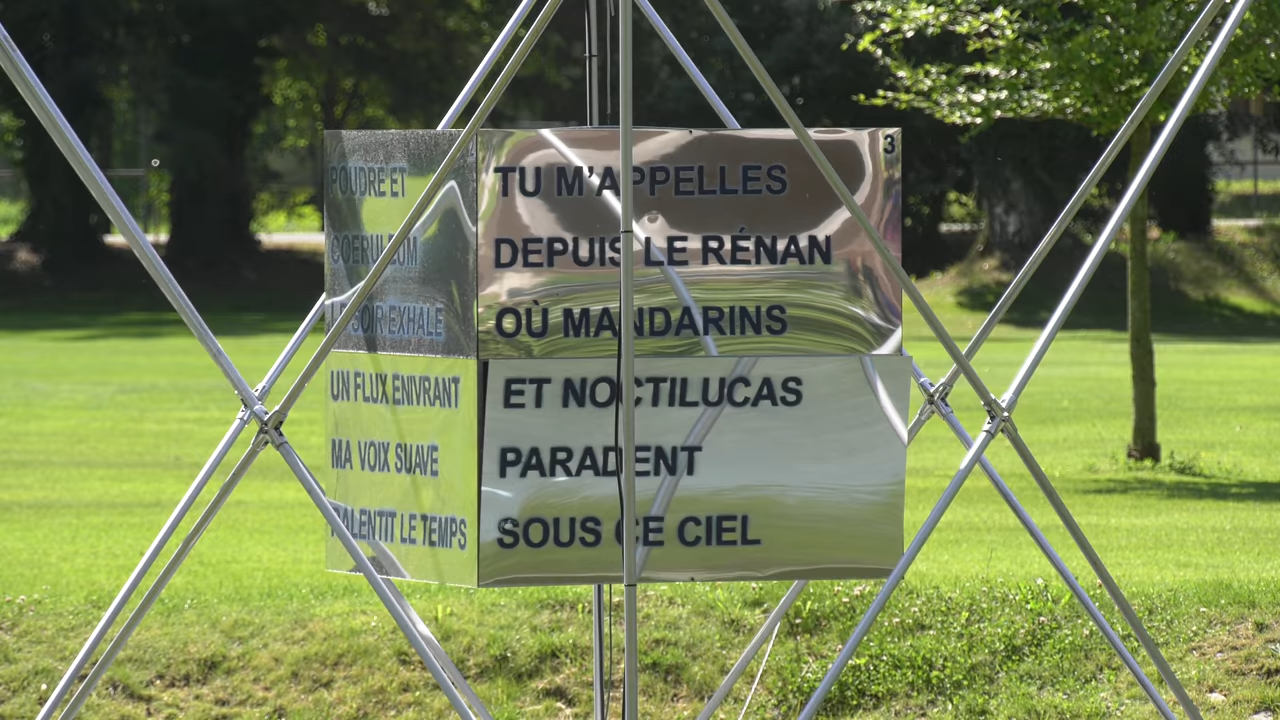 POUDRE ET
COERULEUM
LE SOIR EXHALE
UN FLUX ENIVRANT
MA VOIX SUAVE
RALENTIT LE TEMPS
3
TU M'APPELLES
DEPUIS LE RÉNAN
OÙ MANDARINS
ET NOCTILUCAS
PARADENT
SOUS CE CIEL